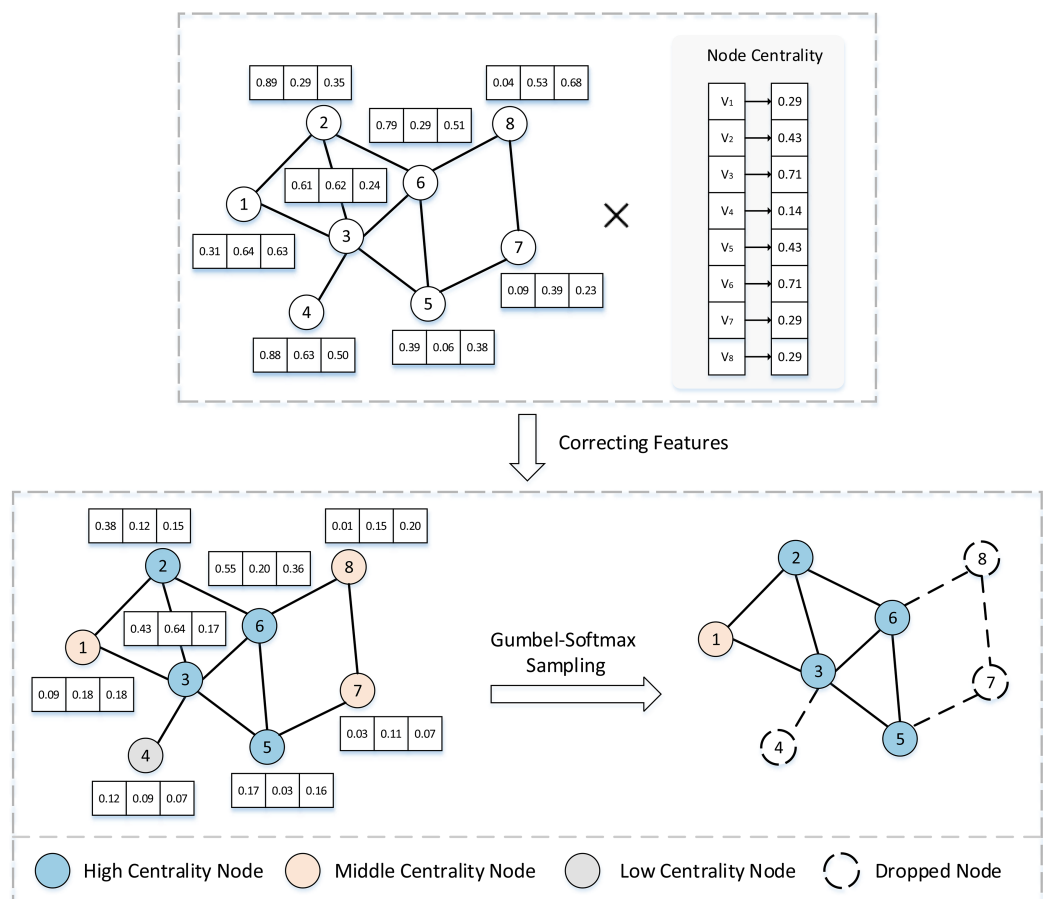 Node Centrality
0.89 0.29 0.35
0.04 0.53 0.68
2
0.79 0.29 0.51
8
0.61 0.62 0.24
6
1
3
0.31 0.64 0.63
7
0.09 0.39 0.23
4
5
0.88 0.63 0.50
0.39 0.06 0.38
×
V₁ 0.29
V₂ 0.43
V₃ 0.71
V₄ 0.14
V₅ 0.43
V₆ 0.71
V₇ 0.29
V₈ 0.29
Correcting Features
0.38 0.12 0.15
0.01 0.15 0.20
2
0.55 0.20 0.36
8
0.43 0.64 0.17
6
1
3
0.09 0.18 0.18
7
0.03 0.11 0.07
4
5
0.12 0.09 0.07
0.17 0.03 0.16
Gumbel-Softmax
Sampling
2
8
6
1
3
7
4
5
High Centrality Node
Middle Centrality Node
Low Centrality Node
Dropped Node